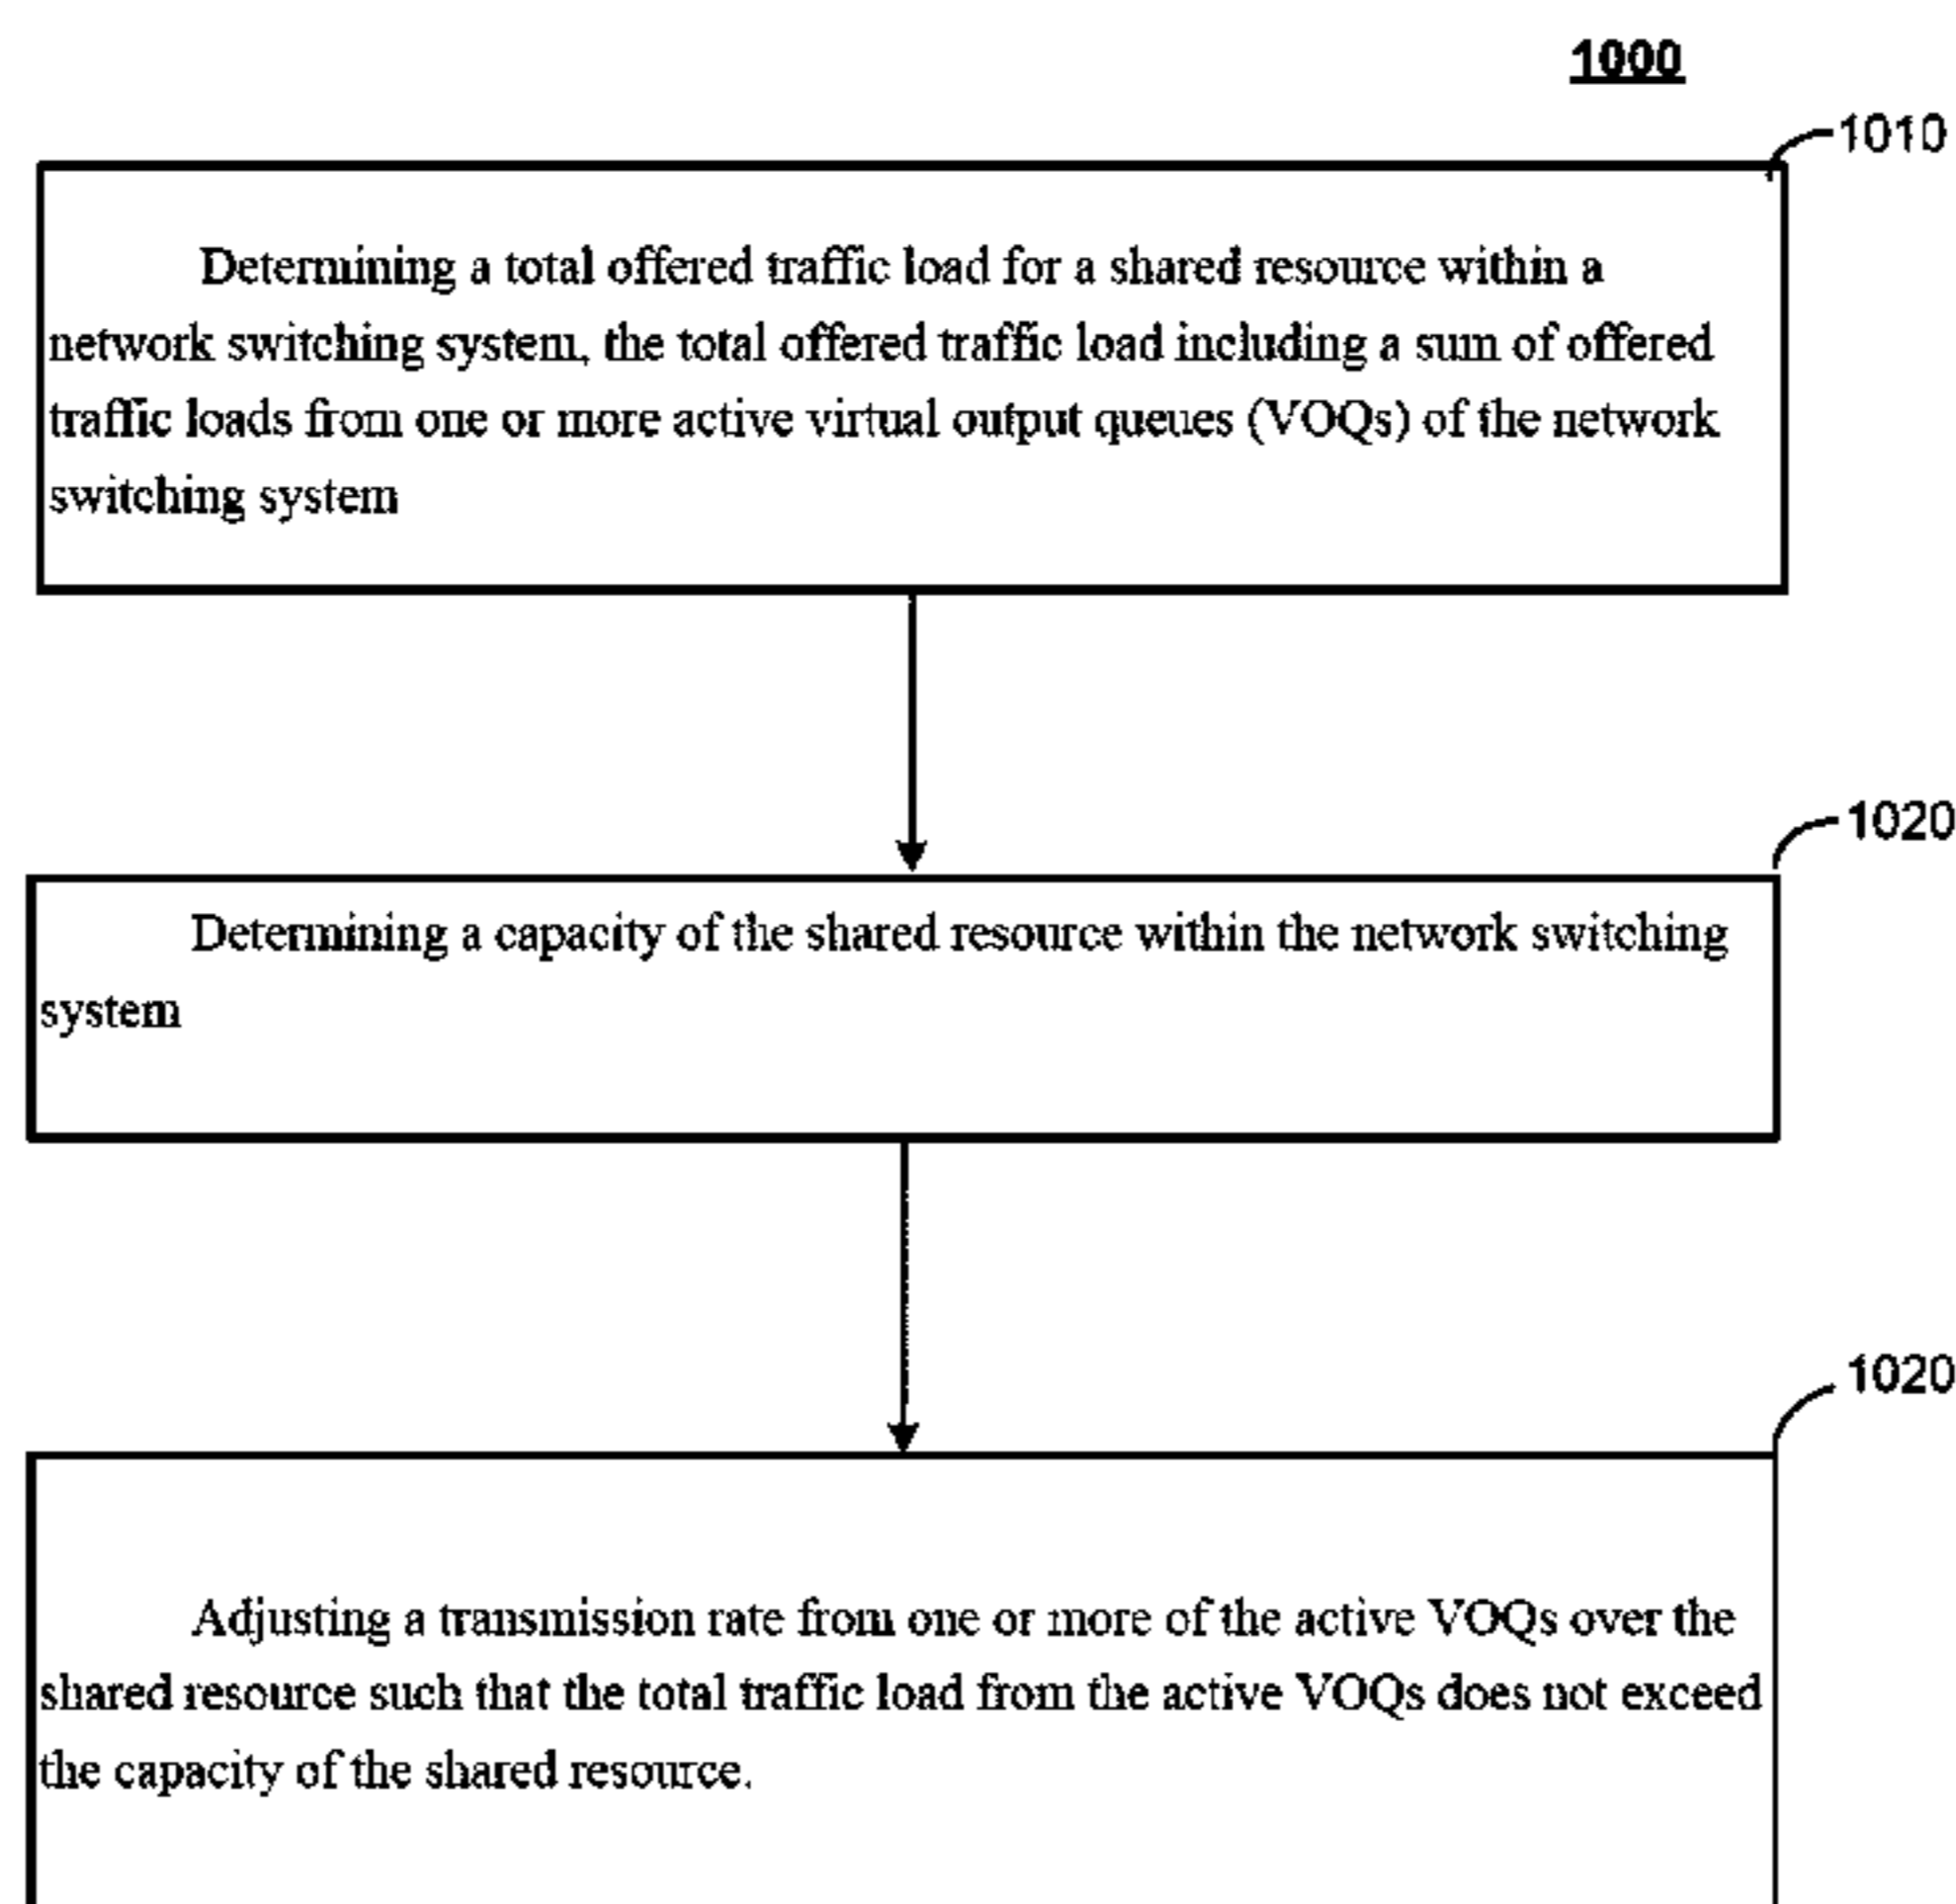 1000
1010
Determining a total offered traffic load for a shared resource within a
network switching system, the total offered traffic load including a sum of offered
traffic loads from one or more active virtual output queues (VOQs) of the network
switching system
1020
Determining a capacity of the shared resource within the network switching
system
1020
Adjusting a transmission rate from one or more of the active VOQs over the
shared resource such that the total traffic load from the active VOQs does not exceed
the capacity of the shared resource.